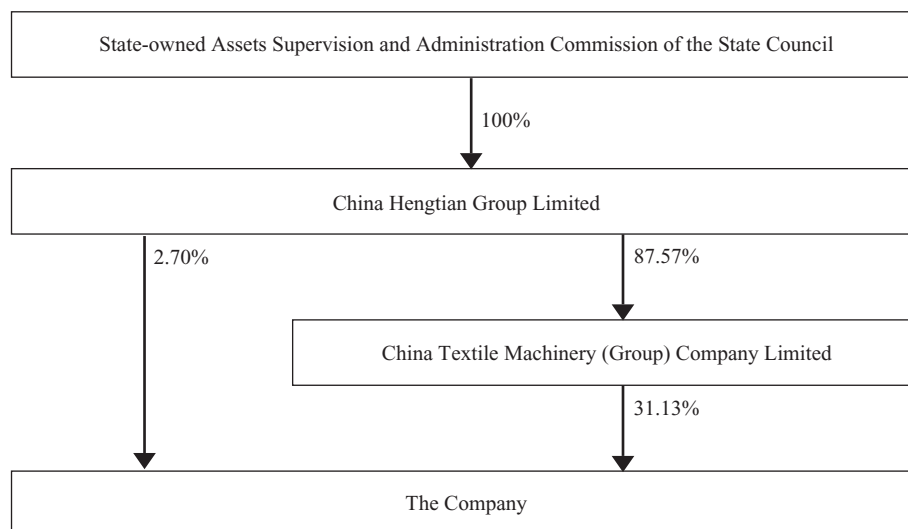 State-owned Assets Supervision and Administration Commission of the State Council
100%
China Hengtian Group Limited
2.70%
87.57%
China Textile Machinery (Group) Company Limited
31.13%
The Company